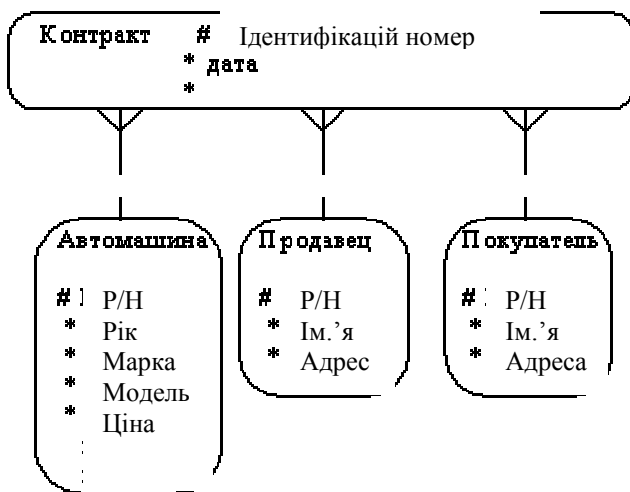 Контракт # Ідентифікацій номер
* дата
*
Автомашина
# Р/Н
* Рік
* Марка
* Модель
* Ціна
Продавец
# Р/Н
* Ім.’я
* Адрес
Покупатель
# Р/Н
* Ім.’я
* Адреса